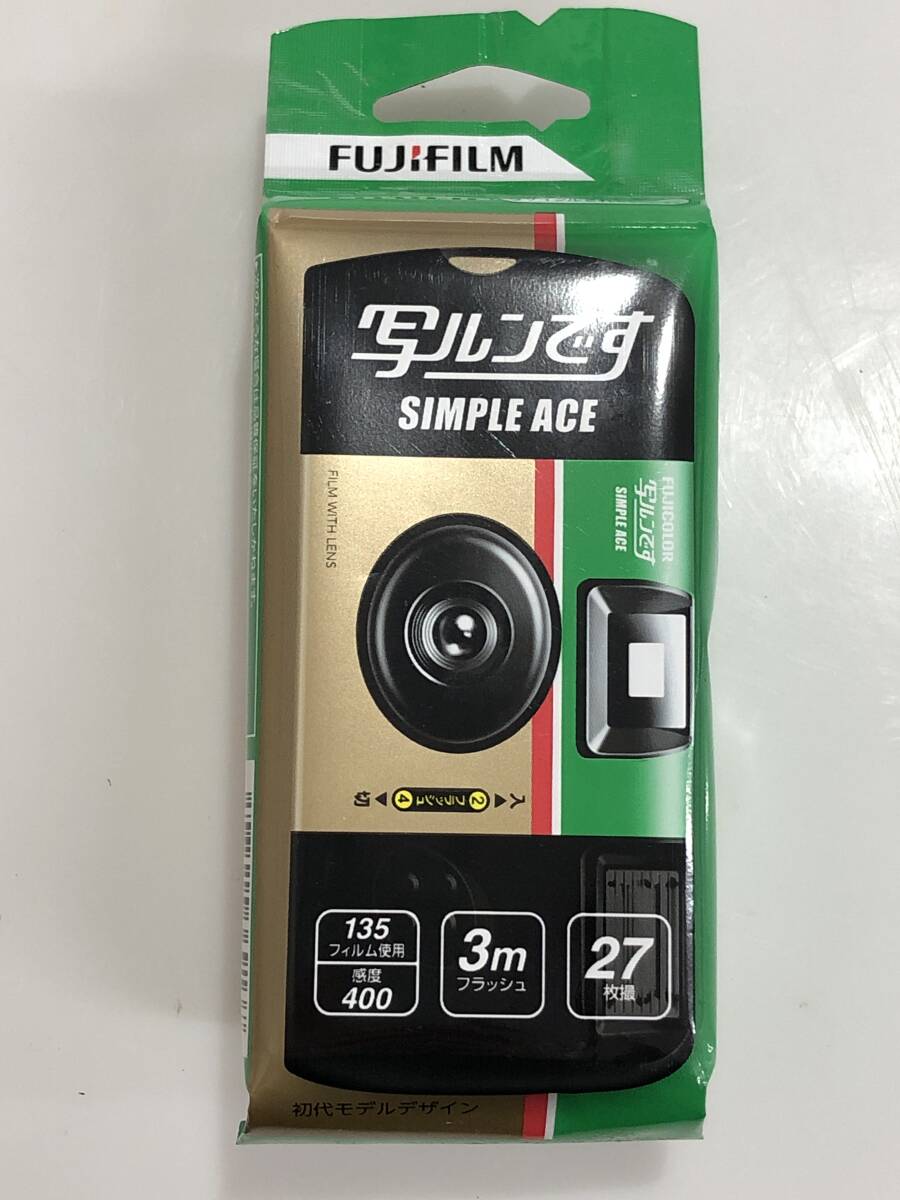 FUJIFILM
写ルンです
SIMPLE ACE
FILM WITH LENS
FUJICOLOR
写ルンです
SIMPLE ACE
入 ▶ 2 フラッシュ 4 ◀ 切
135
フィルム使用
感度
400
3m
フラッシュ
27
枚撮
初代モデルデザイン